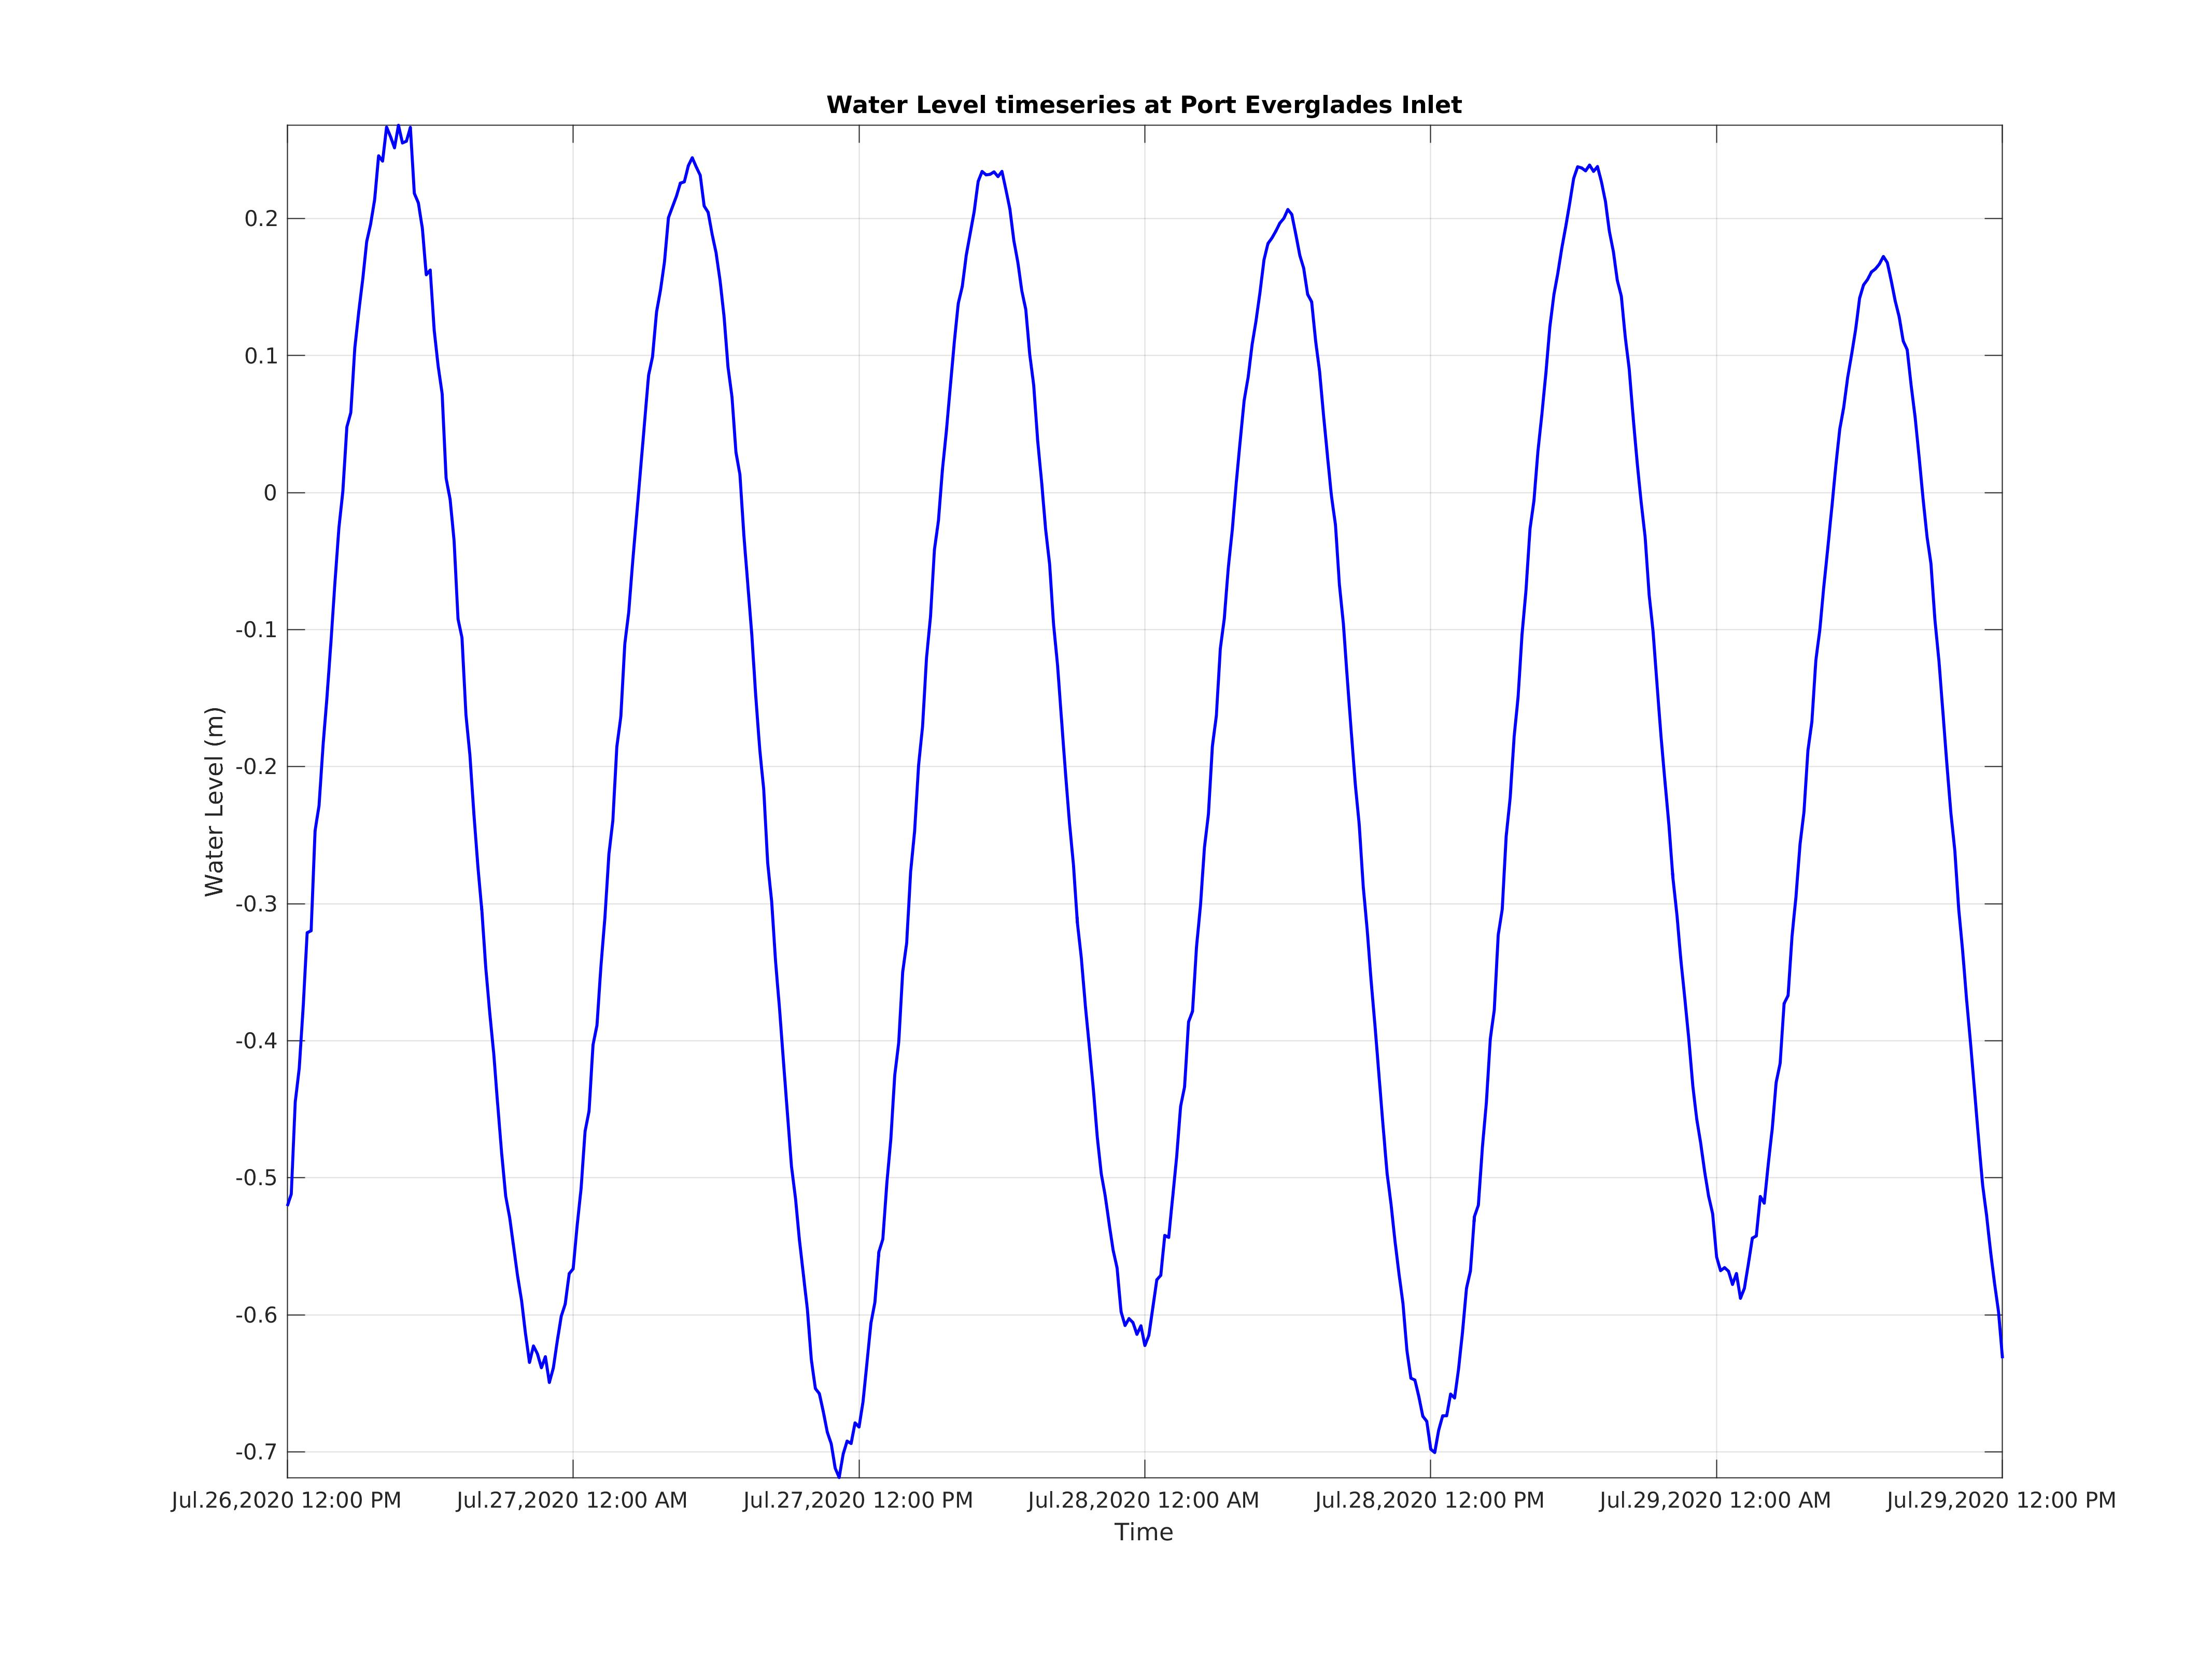 Water Level timeseries at Port Everglades Inlet
0.2
0.1
0
-0.1
-0.2
-0.3
-0.4
-0.5
-0.6
-0.7
Water Level (m)
Jul.26,2020 12:00 PM
Jul.27,2020 12:00 AM
Jul.27,2020 12:00 PM
Jul.28,2020 12:00 AM
Jul.28,2020 12:00 PM
Jul.29,2020 12:00 AM
Jul.29,2020 12:00 PM
Time